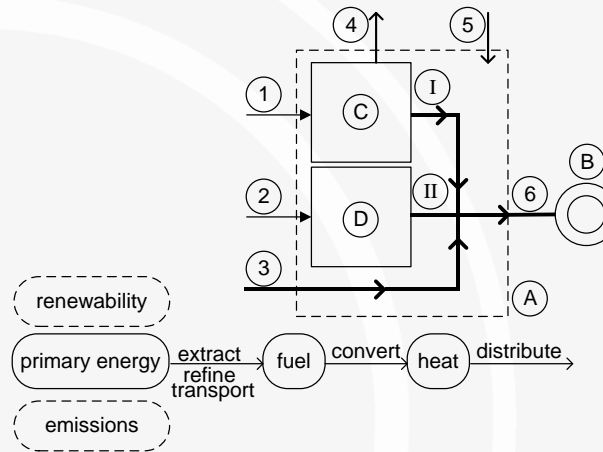 4
5
1
C
I
B
2
D
II
6
3
A
renewability
primary energy
extract
refine
transport
fuel
convert
heat
distribute
emissions